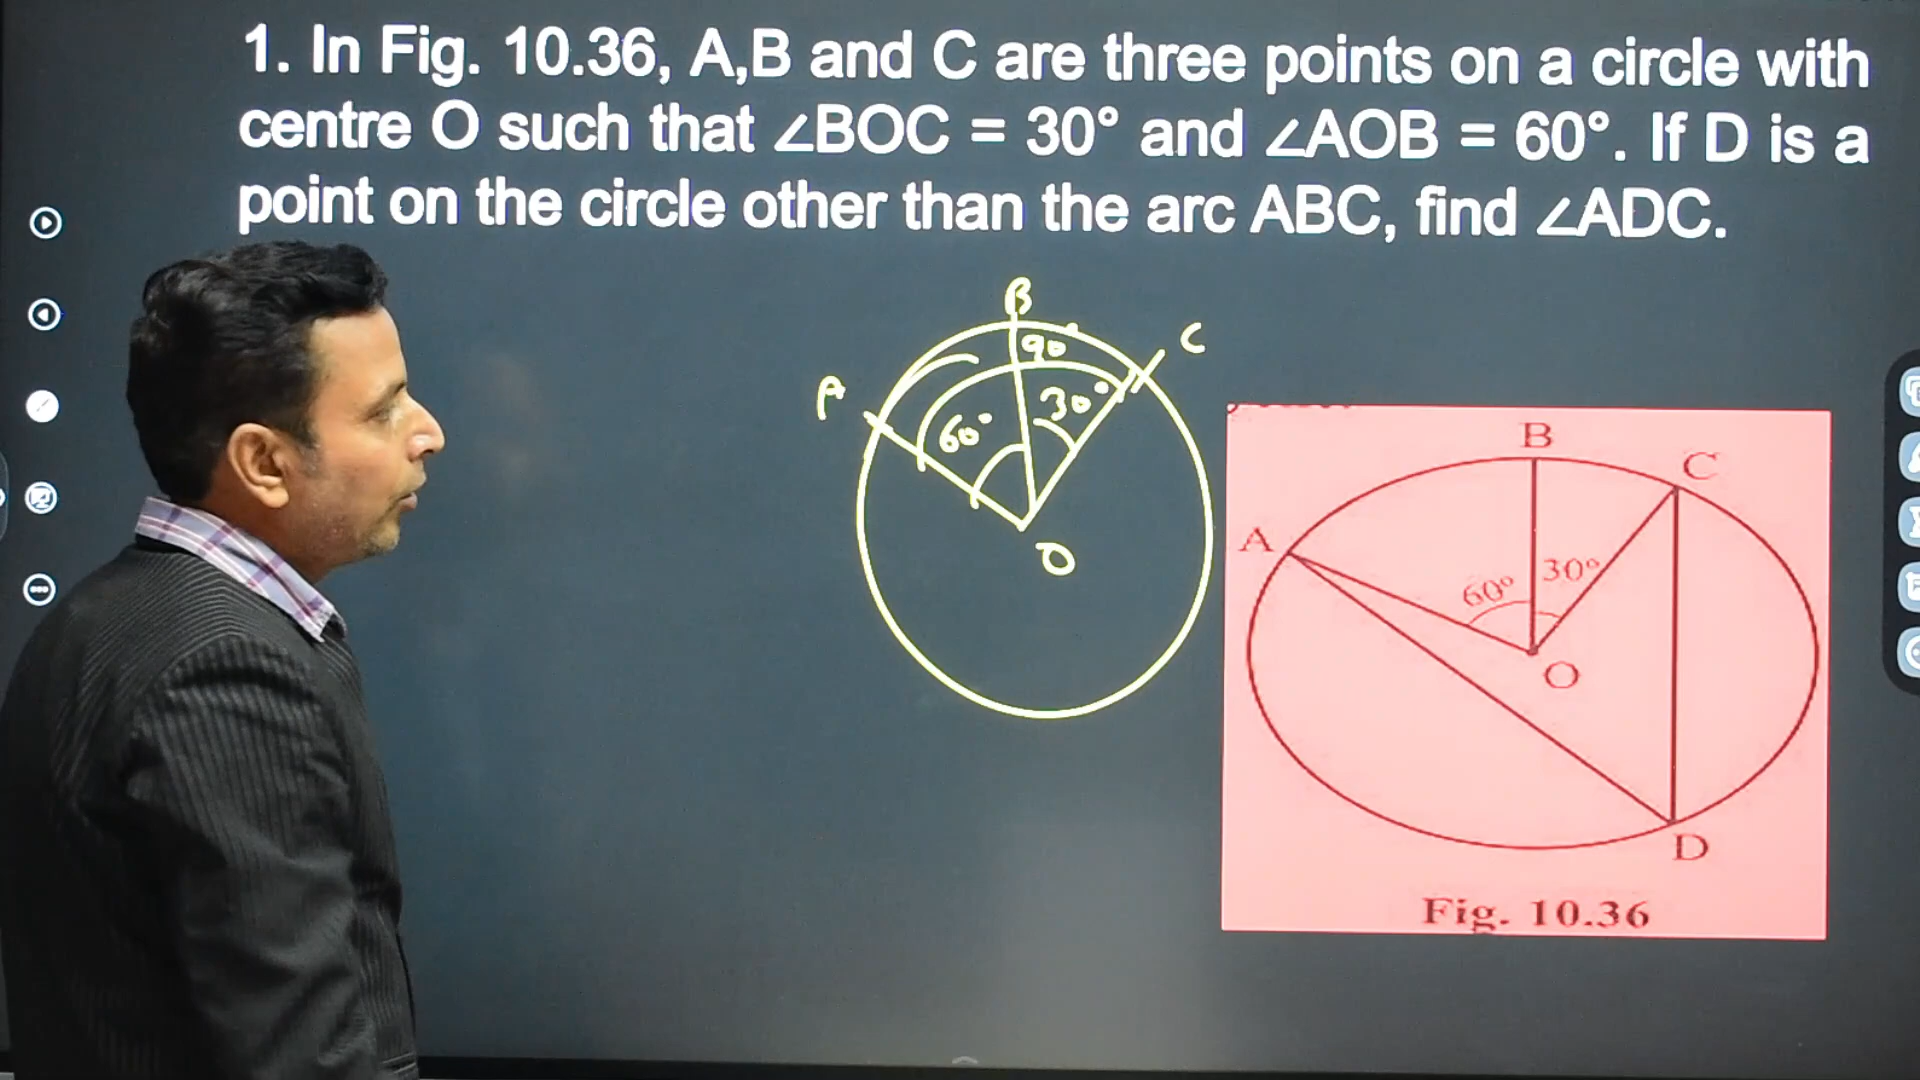 1. In Fig. 10.36, A,B and C are three points on a circle with
centre O such that ∠BOC = 30° and ∠AOB = 60°. If D is a
point on the circle other than the arc ABC, find ∠ADC.
B
C
90
A
60°
30°
O
B
C
A
60°
30°
O
D
Fig. 10.36